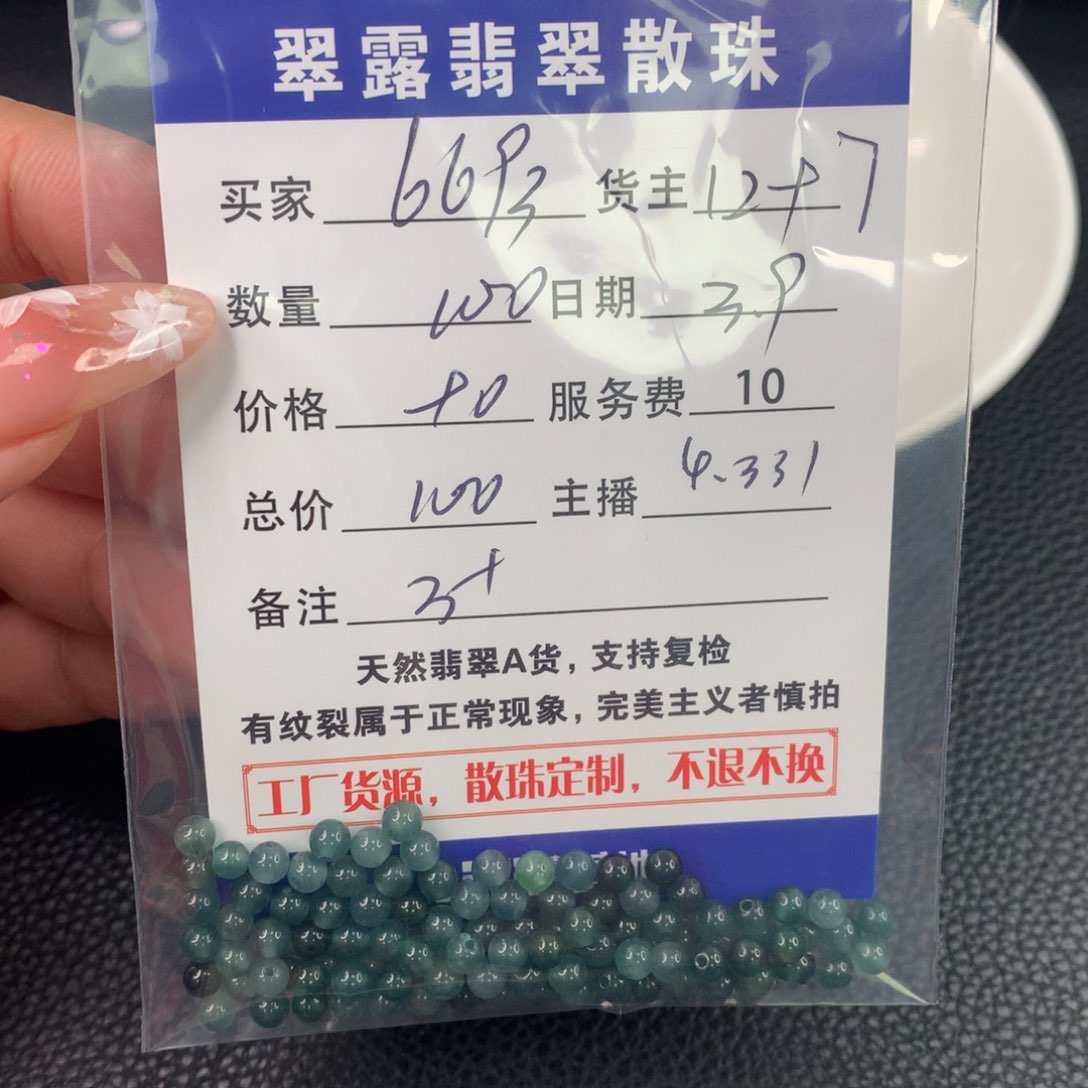 翠露翡翠散珠
买家 6693 货主 12+7
数量 100 日期 3.9
价格 +0 服务费 10
总价 100 主播 4.331
备注 3+
天然翡翠A货，支持复检
有纹裂属于正常现象，完美主义者慎拍
工厂货源，散珠定制，不退不换